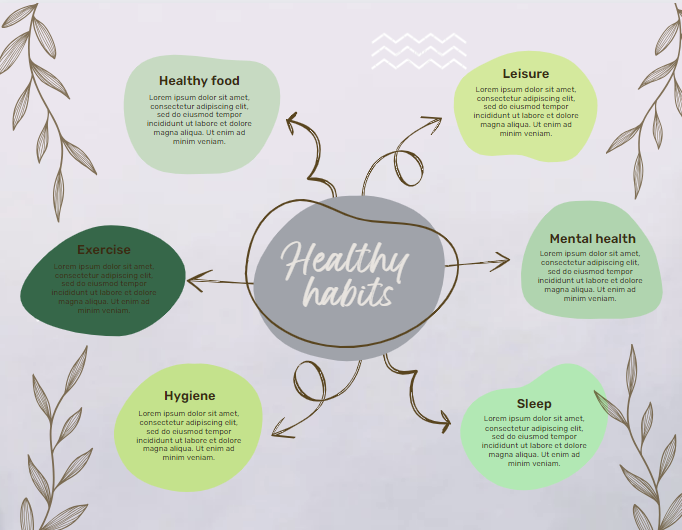 Healthy food
Lorem ipsum dolor sit amet,
consectetur adipiscing elit,
sed do eiusmod tempor
incididunt ut labore et dolore
magna aliqua. Ut enim ad
minim veniam.
Leisure
Lorem ipsum dolor sit amet,
consectetur adipiscing elit,
sed do eiusmod tempor
incididunt ut labore et dolore
magna aliqua. Ut enim ad
minim veniam.
Exercise
Lorem ipsum dolor sit amet,
consectetur adipiscing elit,
sed do eiusmod tempor
incididunt ut labore et dolore
magna aliqua. Ut enim ad
minim veniam.
Healthy
habits
Mental health
Lorem ipsum dolor sit amet,
consectetur adipiscing elit,
sed do eiusmod tempor
incididunt ut labore et dolore
magna aliqua. Ut enim ad
minim veniam.
Hygiene
Lorem ipsum dolor sit amet,
consectetur adipiscing elit,
sed do eiusmod tempor
incididunt ut labore et dolore
magna aliqua. Ut enim ad
minim veniam.
Sleep
Lorem ipsum dolor sit amet,
consectetur adipiscing elit,
sed do eiusmod tempor
incididunt ut labore et dolore
magna aliqua. Ut enim ad
minim veniam.